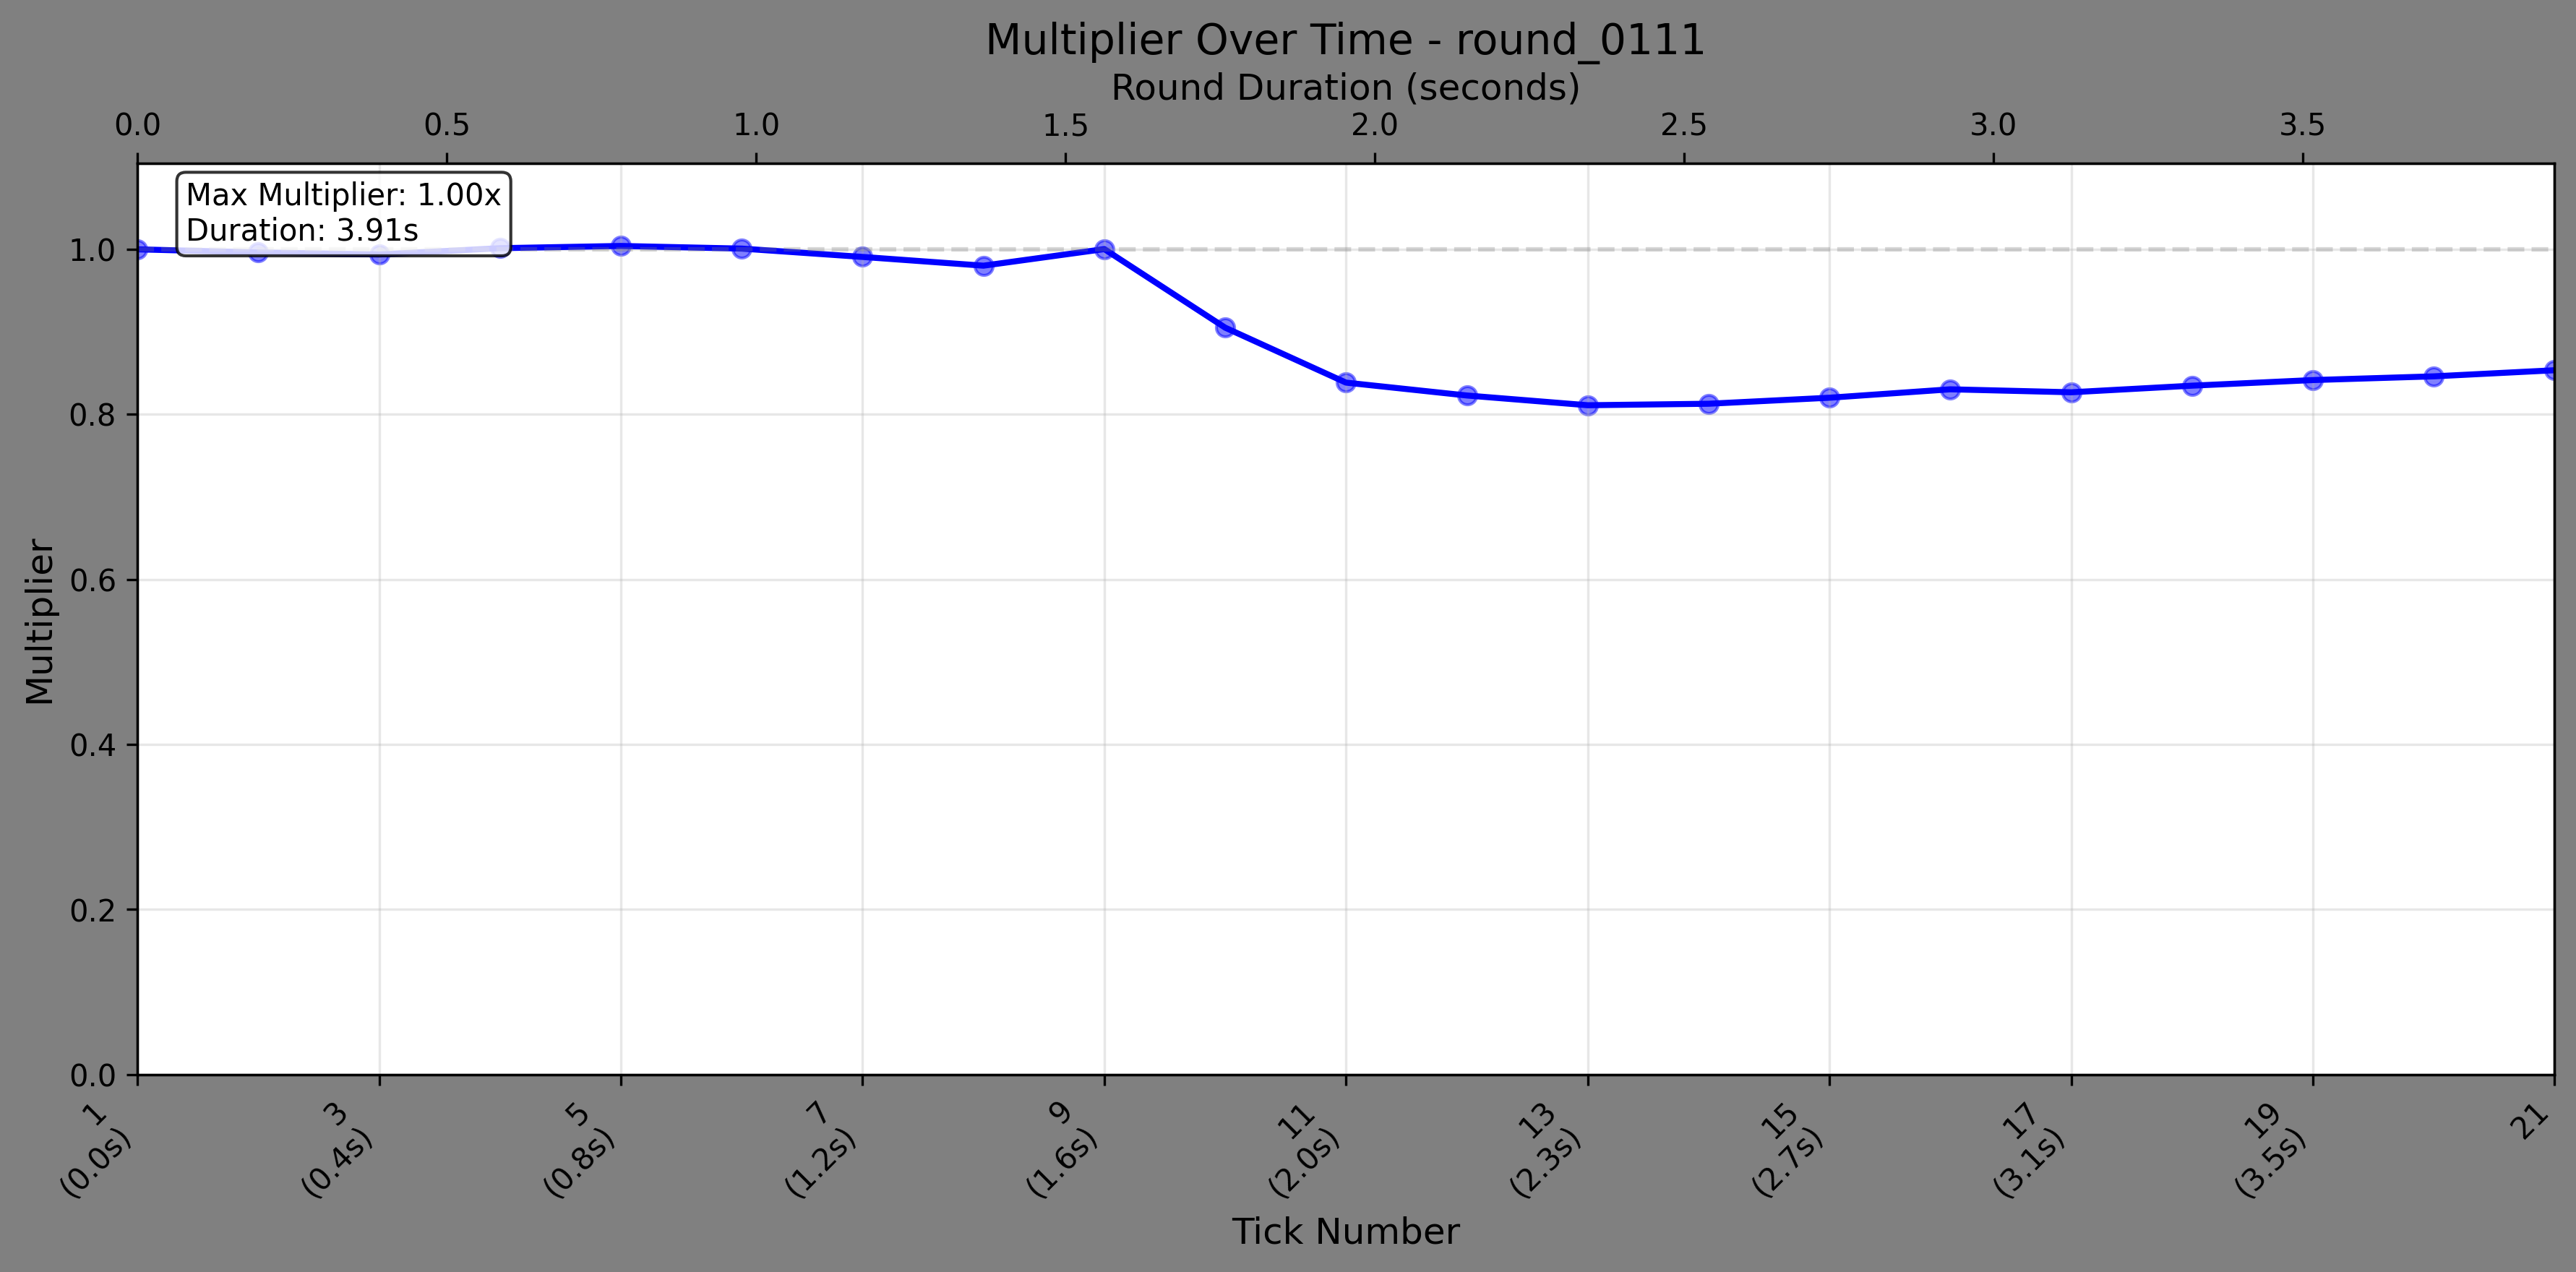 Multiplier Over Time - round_0111
Round Duration (seconds)
0.0 0.5 1.0 1.5 2.0 2.5 3.0 3.5
Max Multiplier: 1.00x
Duration: 3.91s
Multiplier
1.0
0.8
0.6
0.4
0.2
0.0
1 3 5 7 9 11 13 15 17 19 21
(0.0s) (0.4s) (0.8s) (1.2s) (1.6s) (2.0s) (2.3s) (2.7s) (3.1s) (3.5s)
Tick Number